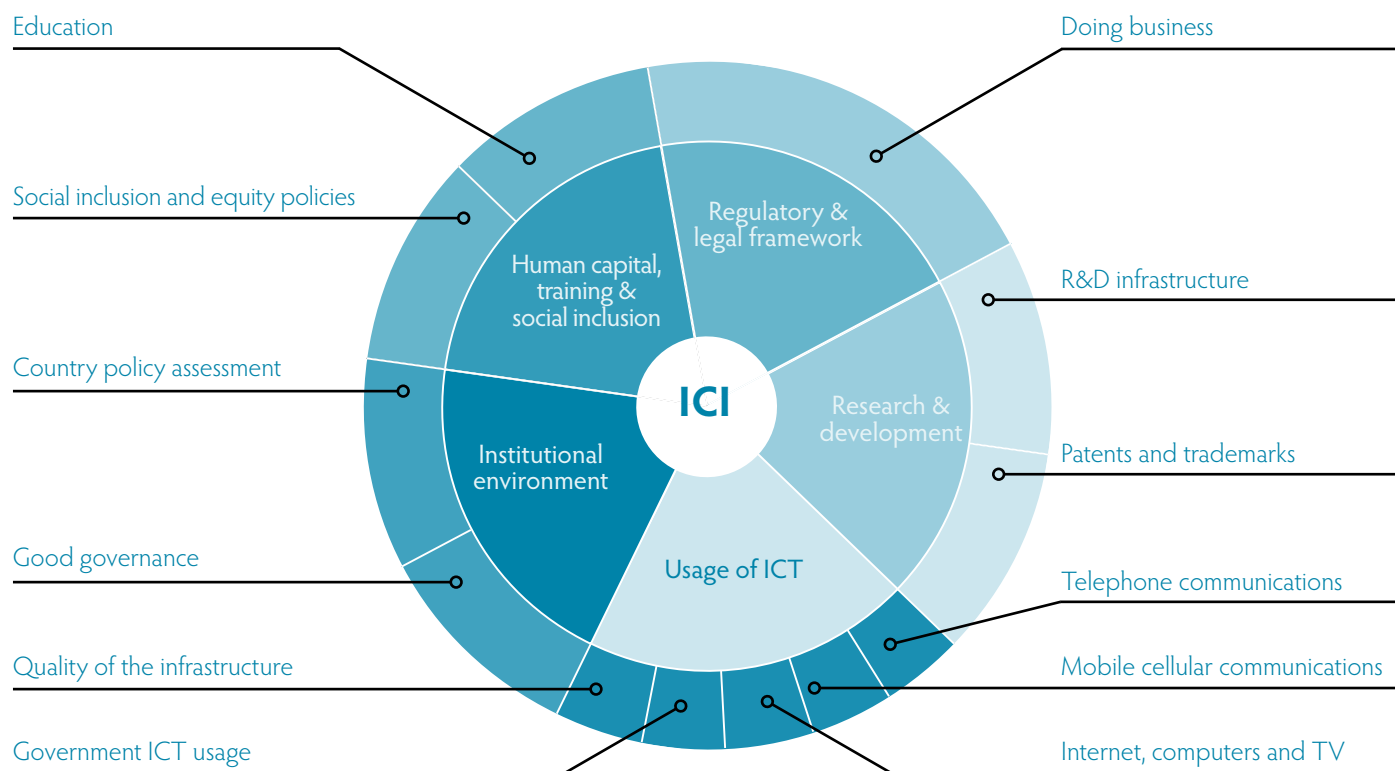 Education
Doing business
Social inclusion and equity policies
Regulatory &
legal framework
Human capital,
training &
social inclusion
R&D infrastructure
Country policy assessment
ICI
Research &
development
Institutional
environment
Patents and trademarks
Good governance
Usage of ICT
Telephone communications
Quality of the infrastructure
Mobile cellular communications
Government ICT usage
Internet, computers and TV